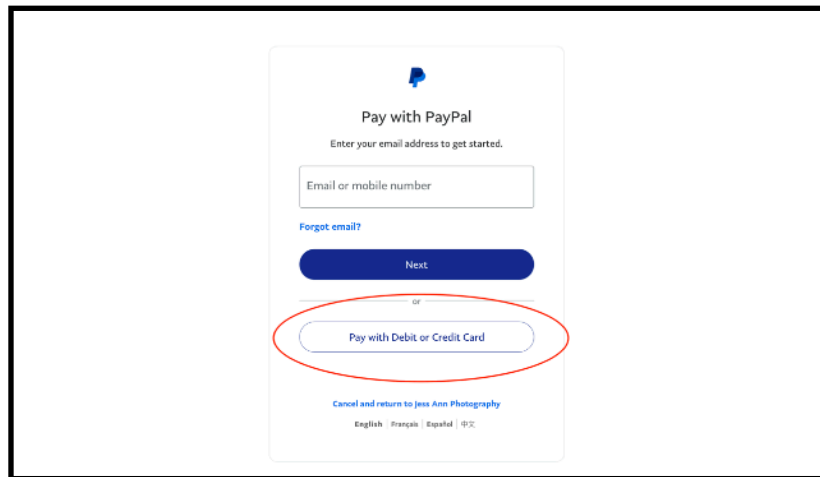 Pay with PayPal
Enter your email address to get started.
Email or mobile number
Forgot email?
Next
or
Pay with Debit or Credit Card
Cancel and return to Jess Ann Photography
English | Français | Español | 中文